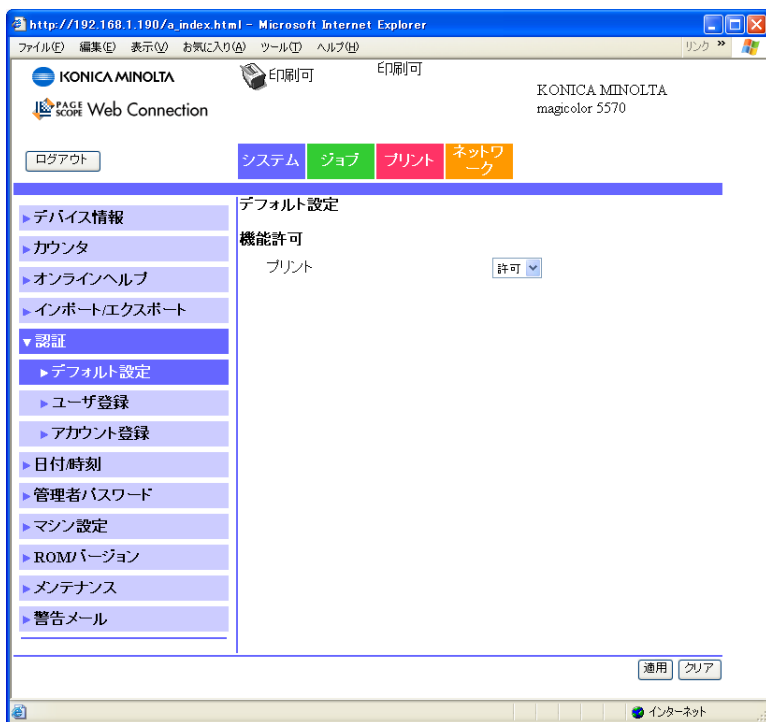 http://192.168.1.190/a_index.html - Microsoft Internet Explorer
ファイル(F) 編集(E) 表示(V) お気に入り(A) ツール(T) ヘルプ(H) リンク »
KONICA MINOLTA
印刷可
印刷可
KONICA MINOLTA
magicolor 5570
PAGE SCOPE Web Connection
ログアウト
システム
ジョブ
プリント
ネットワ
ーク
デフォルト設定
機能許可
プリント
許可
デバイス情報
カウンタ
オンラインヘルプ
インポート/エクスポート
認証
デフォルト設定
ユーザ登録
アカウント登録
日付/時刻
管理者パスワード
マシン設定
ROMバージョン
メンテナンス
警告メール
適用
クリア
インターネット